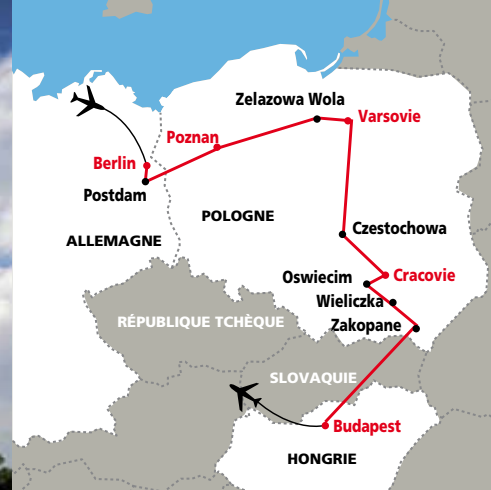 Zelazowa Wola
Varsovie
Poznan
Berlin
Postdam
POLOGNE
ALLEMAGNE
Czestochowa
Oswiecim
Cracovie
Wieliczka
RÉPUBLIQUE TCHÈQUE
Zakopane
SLOVAQUIE
Budapest
HONGRIE